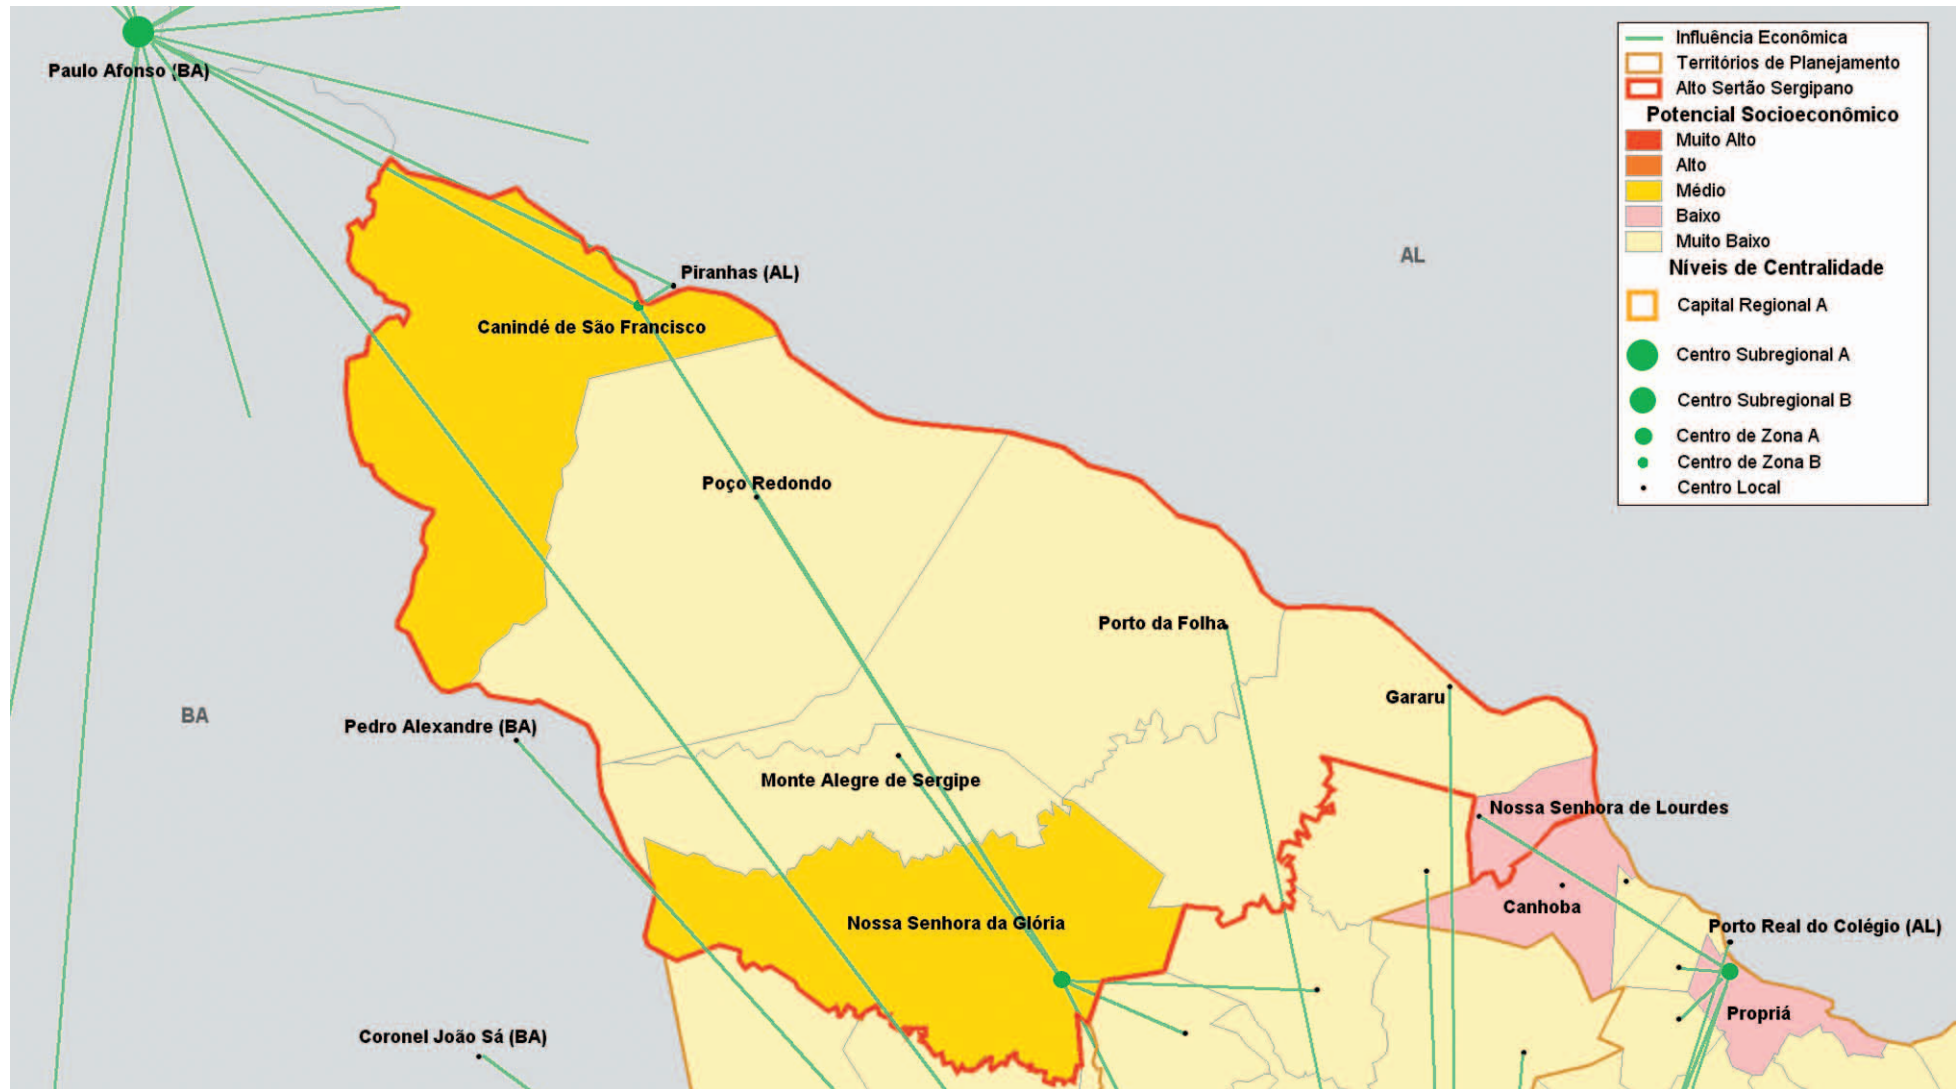 Paulo Afonso (BA)
Influência Econômica
Territórios de Planejamento
Alto Sertão Sergipano
Potencial Socioeconômico
Muito Alto
Alto
Médio
Baixo
Muito Baixo
Níveis de Centralidade
Capital Regional A
Centro Subregional A
Centro Subregional B
Centro de Zona A
Centro de Zona B
Centro Local
AL
Piranhas (AL)
Canindé de São Francisco
Poço Redondo
Porto da Folha
Gararu
BA
Pedro Alexandre (BA)
Monte Alegre de Sergipe
Nossa Senhora de Lourdes
Canhoba
Nossa Senhora da Glória
Porto Real do Colégio (AL)
Propriá
Coronel João Sá (BA)